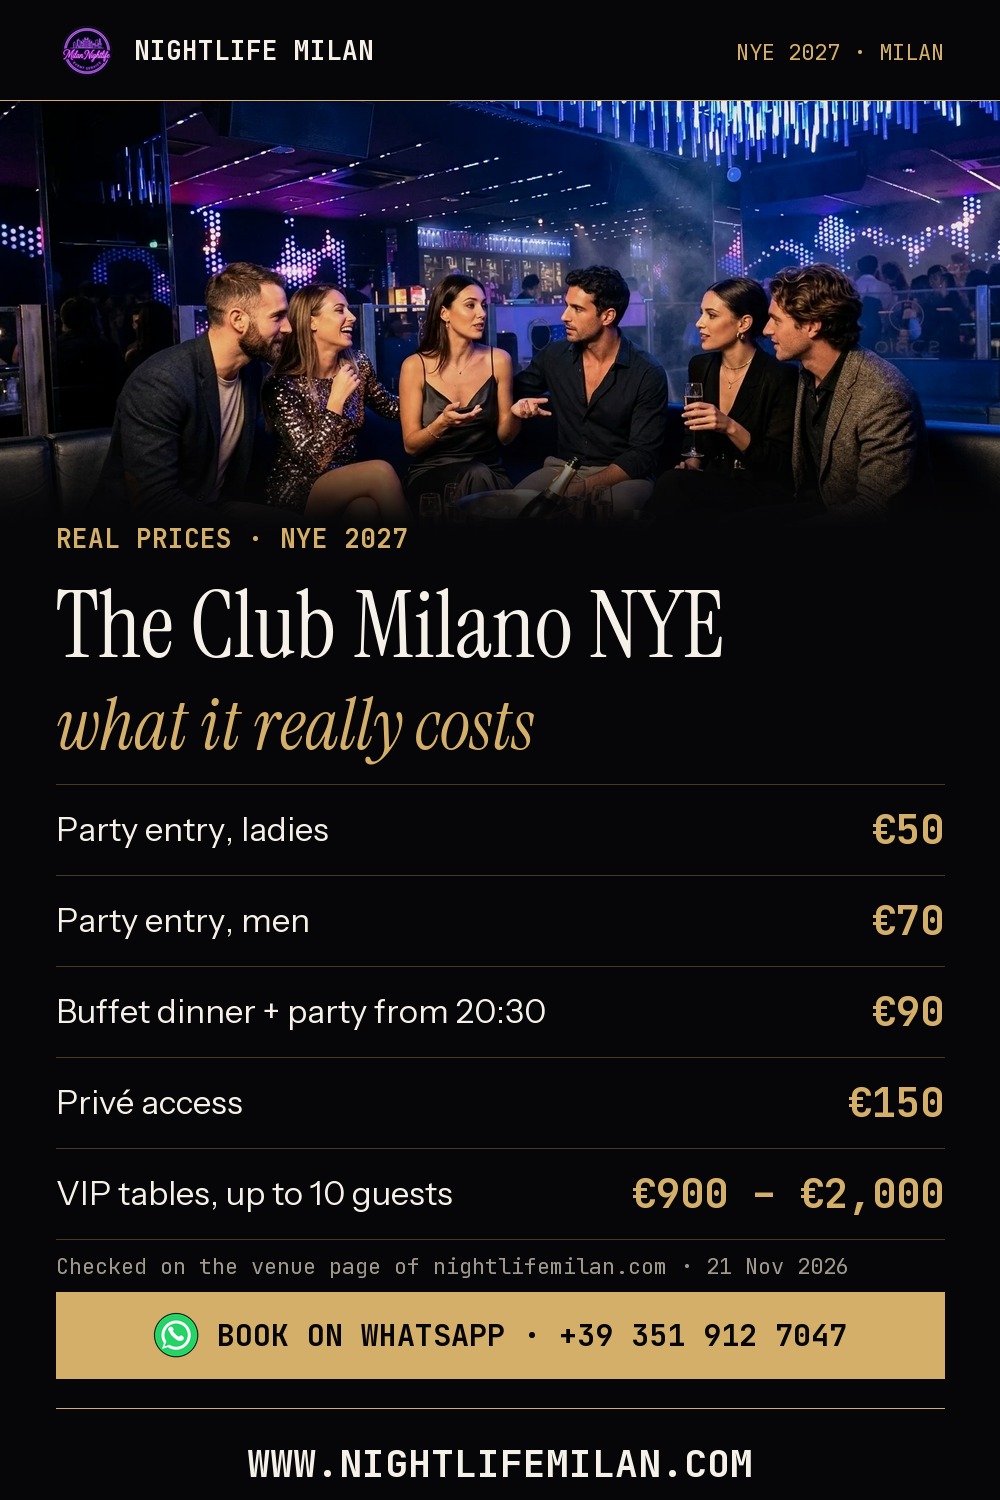 Milan Nightlife
NIGHTLIFE MILAN
NYE 2027 · MILAN
REAL PRICES · NYE 2027
The Club Milano NYE
what it really costs
Party entry, ladies €50
Party entry, men €70
Buffet dinner + party from 20:30 €90
Privé access €150
VIP tables, up to 10 guests €900 – €2,000
Checked on the venue page of nightlifemilan.com · 21 Nov 2026
BOOK ON WHATSAPP · +39 351 912 7047
WWW.NIGHTLIFEMILAN.COM